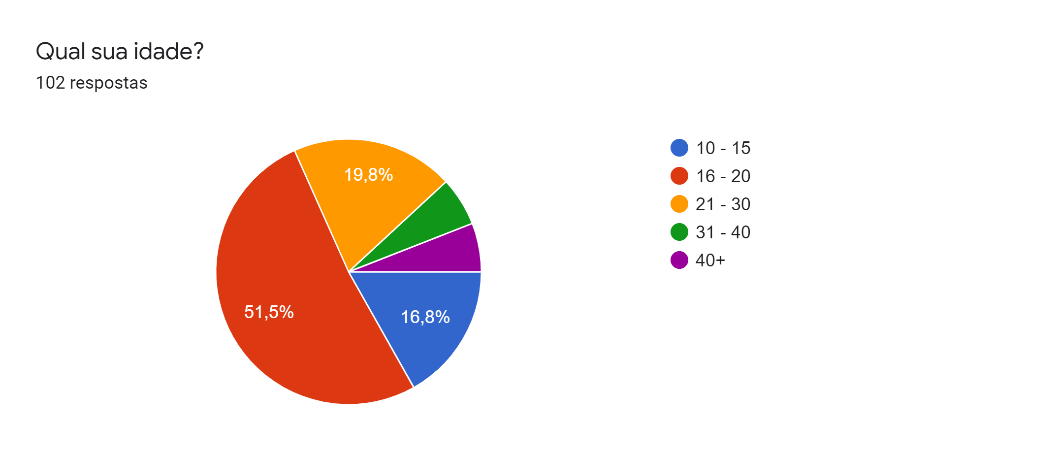 Qual sua idade?
102 respostas
19,8%
51,5%
16,8%
10 - 15
16 - 20
21 - 30
31 - 40
40+